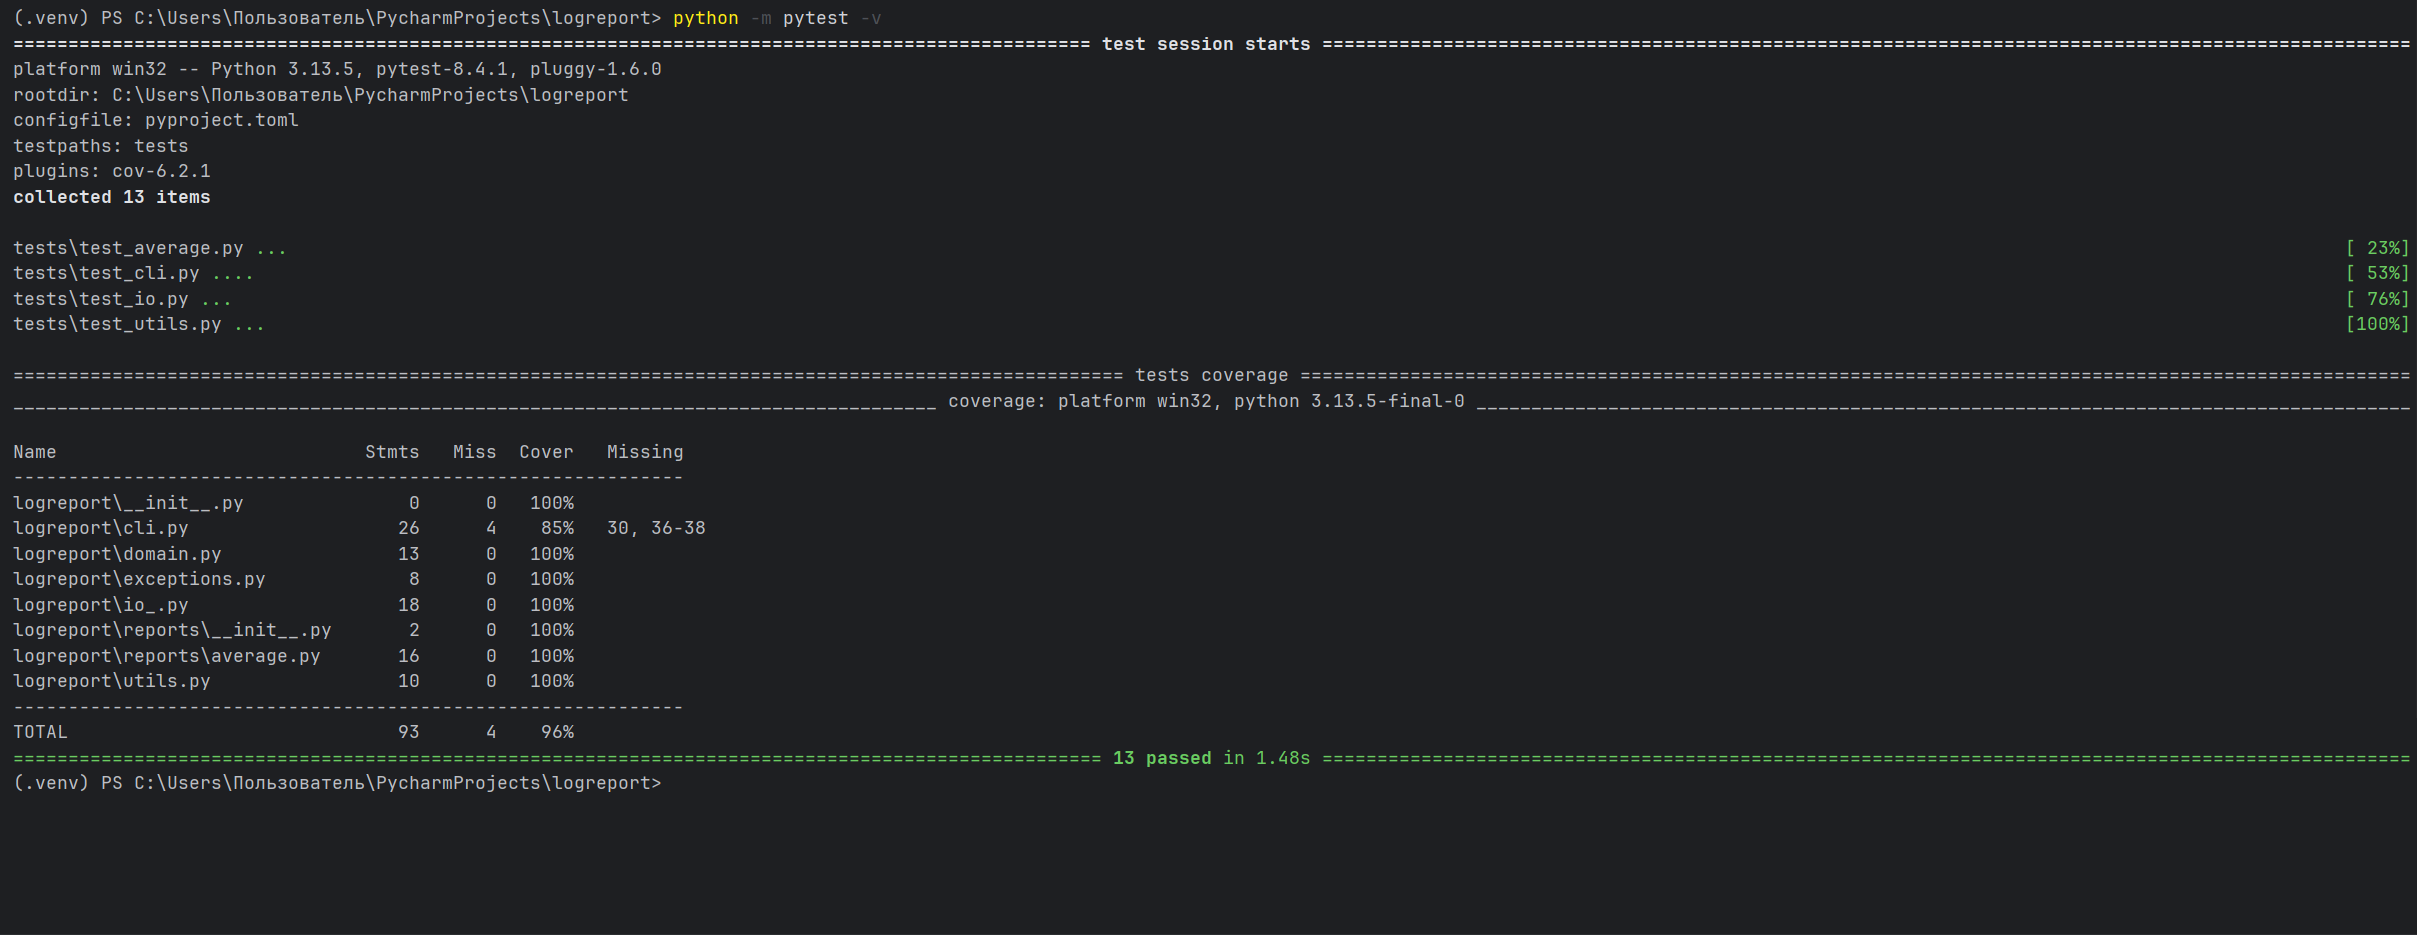 (.venv) PS C:\Users\Пользователь\PycharmProjects\logreport> python -m pytest -v
================================================================================================== test session starts ===================================================================================================
platform win32 -- Python 3.13.5, pytest-8.4.1, pluggy-1.6.0
rootdir: C:\Users\Пользователь\PycharmProjects\logreport
configfile: pyproject.toml
testpaths: tests
plugins: cov-6.2.1
collected 13 items
tests\test_average.py ... [ 23%]
tests\test_cli.py .... [ 53%]
tests\test_io.py ... [ 76%]
tests\test_utils.py ... [100%]
===================================================================================================== tests coverage =====================================================================================================
____________________________________________________________________________________ coverage: platform win32, python 3.13.5-final-0 _____________________________________________________________________________________
Name                                Stmts   Miss  Cover   Missing
-------------------------------------------------------------
logreport\__init__.py               0      0   100%
logreport\cli.py                   26      4    85%   30, 36-38
logreport\domain.py                13      0   100%
logreport\exceptions.py             8      0   100%
logreport\io_.py                   18      0   100%
logreport\reports\__init__.py       2      0   100%
logreport\reports\average.py       16      0   100%
logreport\utils.py                 10      0   100%
-------------------------------------------------------------
TOTAL                              93      4    96%
=================================================================================================== 13 passed in 1.48s ===================================================================================================
(.venv) PS C:\Users\Пользователь\PycharmProjects\logreport>